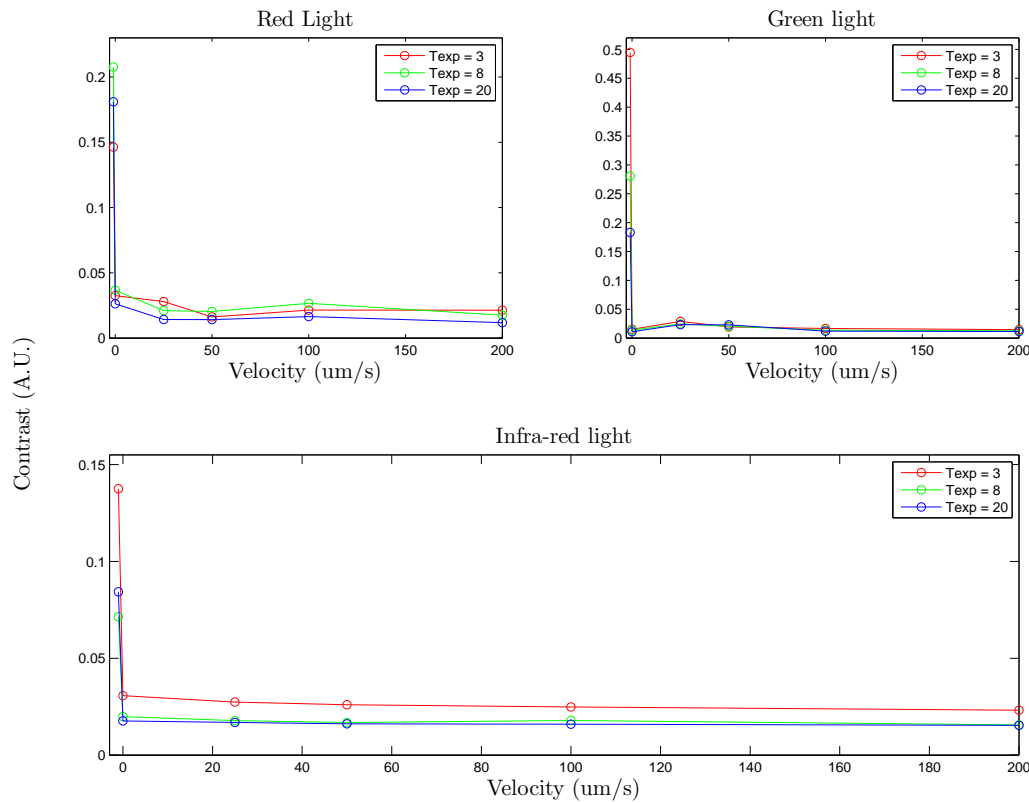 Red Light
0.2
0.15
0.1
0.05
0
Texp = 3
Texp = 8
Texp = 20
0 50 100 150 200
Velocity (um/s)
Green light
0.5
0.45
0.4
0.35
0.3
0.25
0.2
0.15
0.1
0.05
0
Texp = 3
Texp = 8
Texp = 20
0 50 100 150 200
Velocity (um/s)
Contrast (A.U.)
Infra-red light
0.15
0.1
0.05
0
Texp = 3
Texp = 8
Texp = 20
0 20 40 60 80 100 120 140 160 180 200
Velocity (um/s)